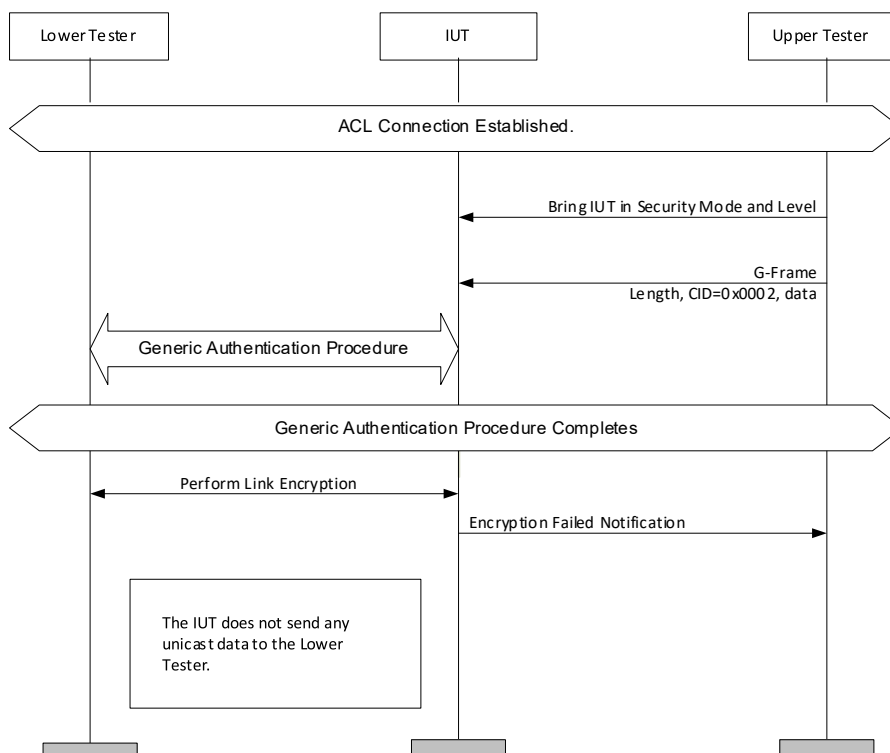 Lower Tester
IUT
Upper Tester
ACL Connection Established.
Bring IUT in Security Mode and Level
G-Frame
Length, CID=0x0002, data
Generic Authentication Procedure
Generic Authentication Procedure Completes
Perform Link Encryption
Encryption Failed Notification
The IUT does not send any
unicast data to the Lower
Tester.